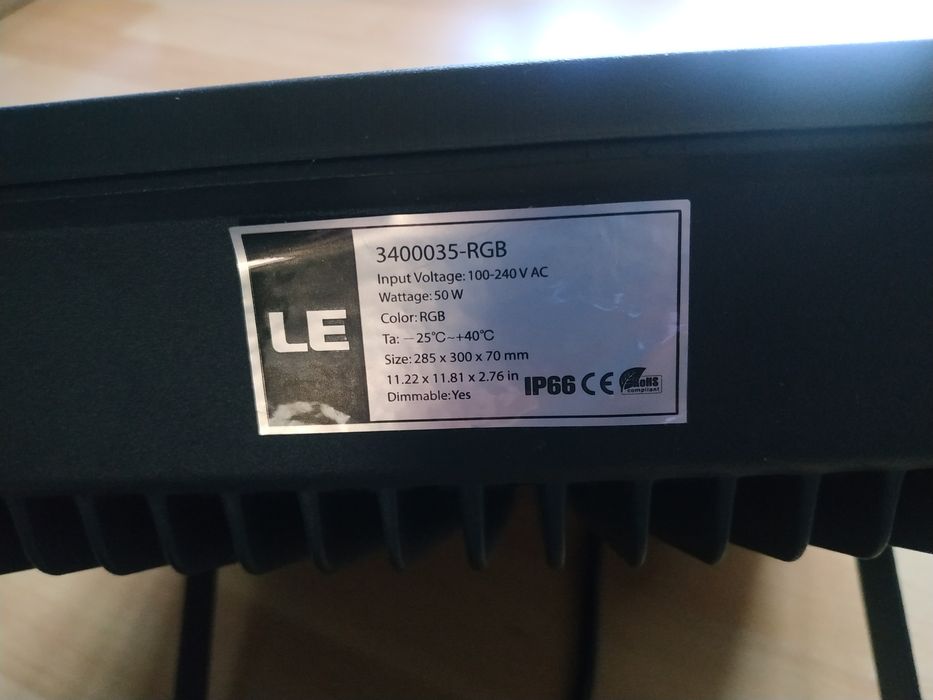 LE
3400035-RGB
Input Voltage: 100-240 V AC
Wattage: 50 W
Color: RGB
Ta: －25℃~+40℃
Size: 285 x 300 x 70 mm
11.22 x 11.81 x 2.76 in
Dimmable: Yes
IP66 CE RoHS
compliant